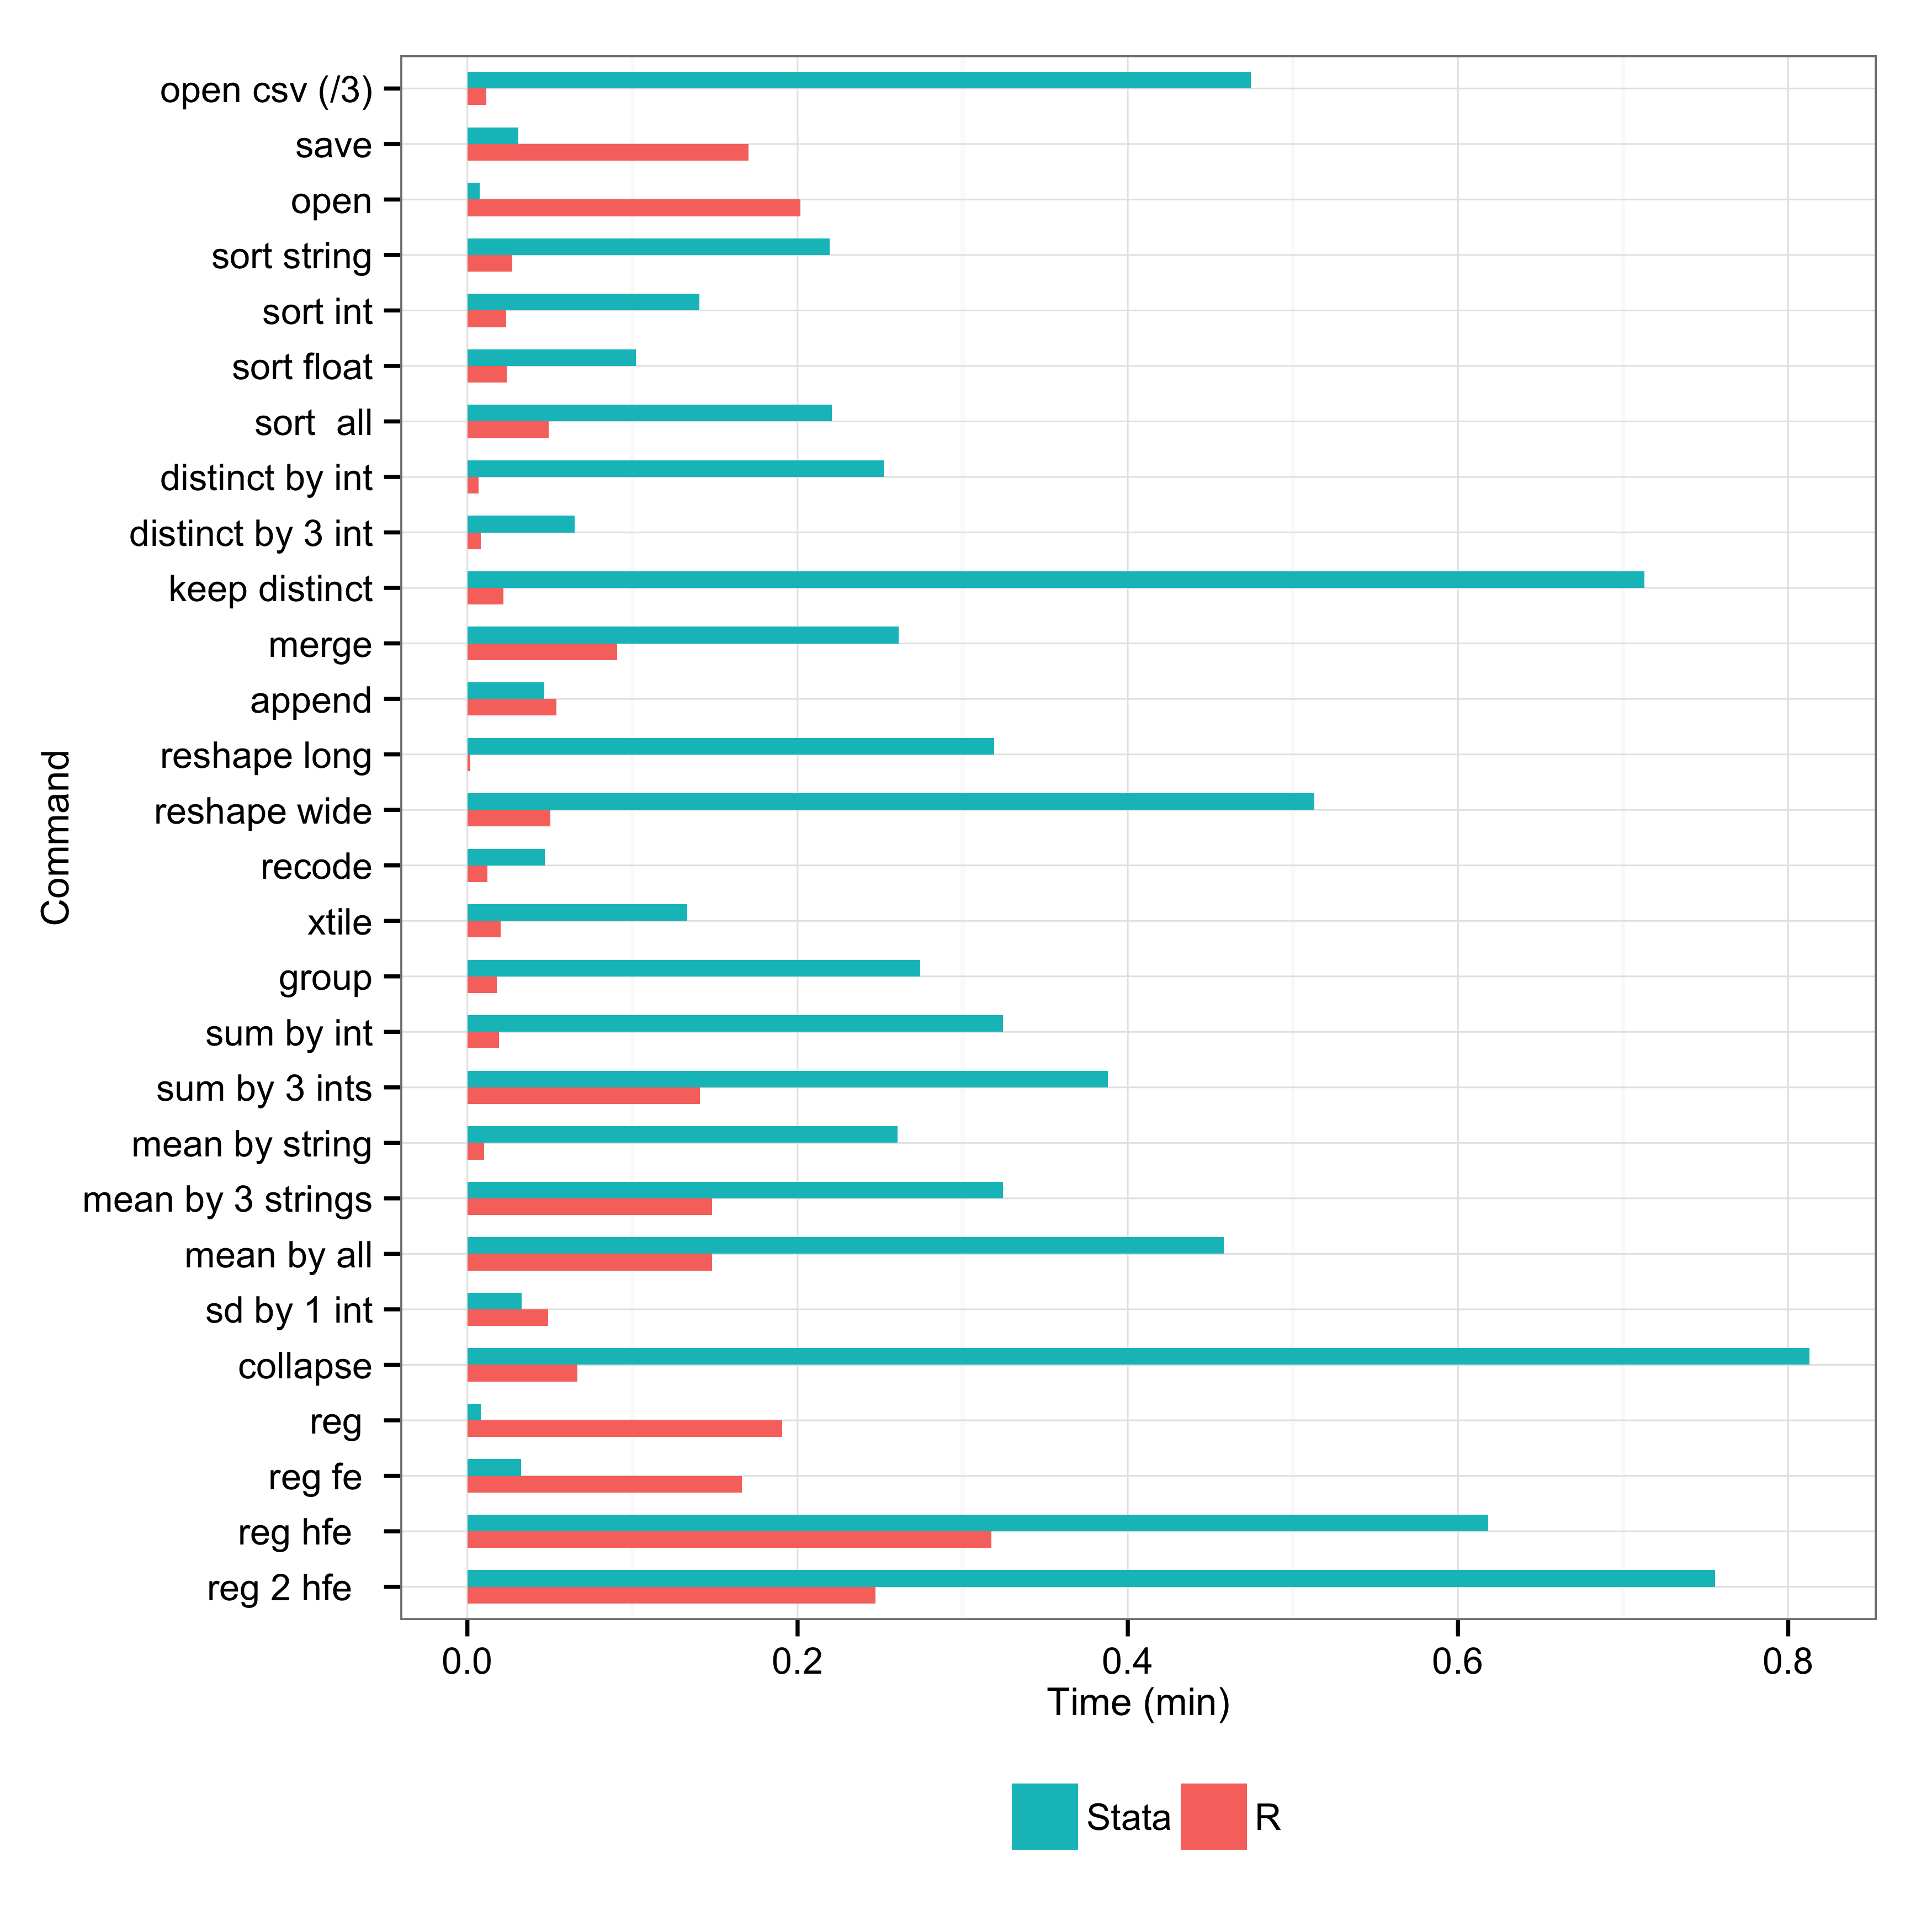 open csv (/3)
save
open
sort string
sort int
sort float
sort  all
distinct by int
distinct by 3 int
keep distinct
merge
append
reshape long
reshape wide
recode
xtile
group
sum by int
sum by 3 ints
mean by string
mean by 3 strings
mean by all
sd by 1 int
collapse
reg
reg fe
reg hfe
reg 2 hfe
Command
0.0 0.2 0.4 0.6 0.8
Time (min)
Stata R